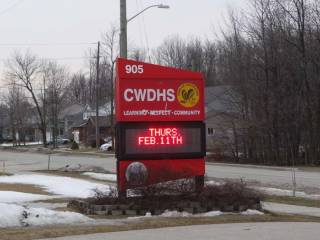 905
CWDHS
LEARNING • RESPECT • COMMUNITY
THURS,
FEB.11TH